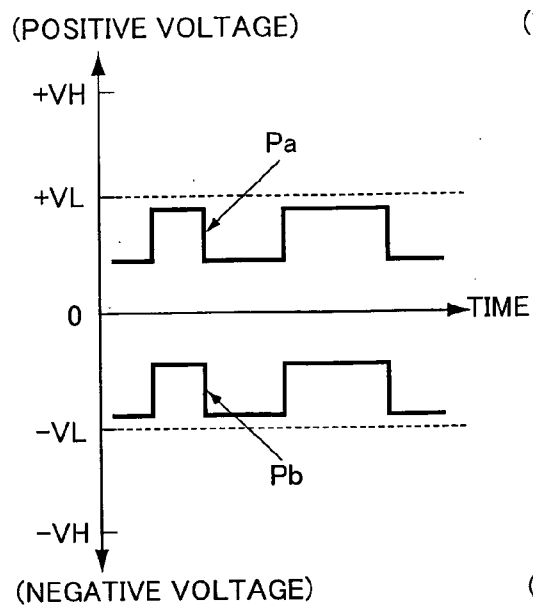 (POSITIVE VOLTAGE)
(
+VH
Pa
+VL
0
TIME
−VL
Pb
−VH
(NEGATIVE VOLTAGE)
(